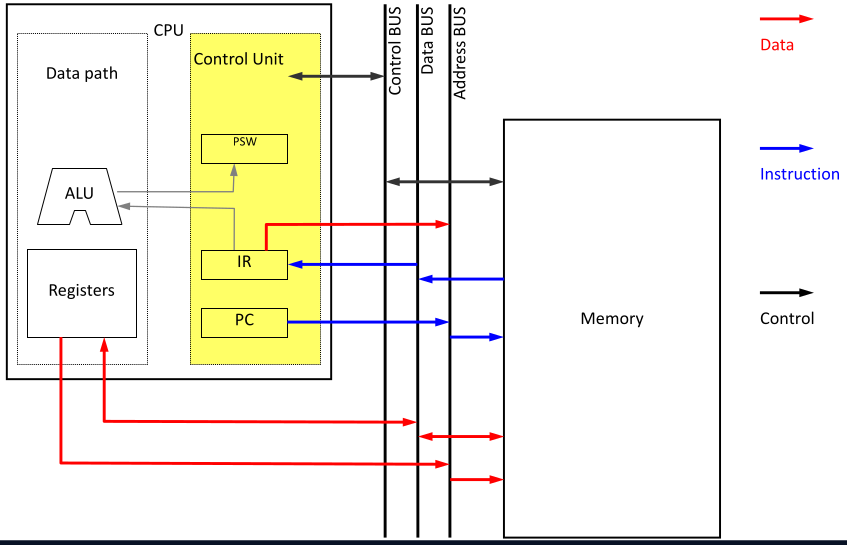 CPU
Data path
Control Unit
PSW
ALU
IR
Registers
PC
Control BUS
Data BUS
Address BUS
Memory
Data
Instruction
Control